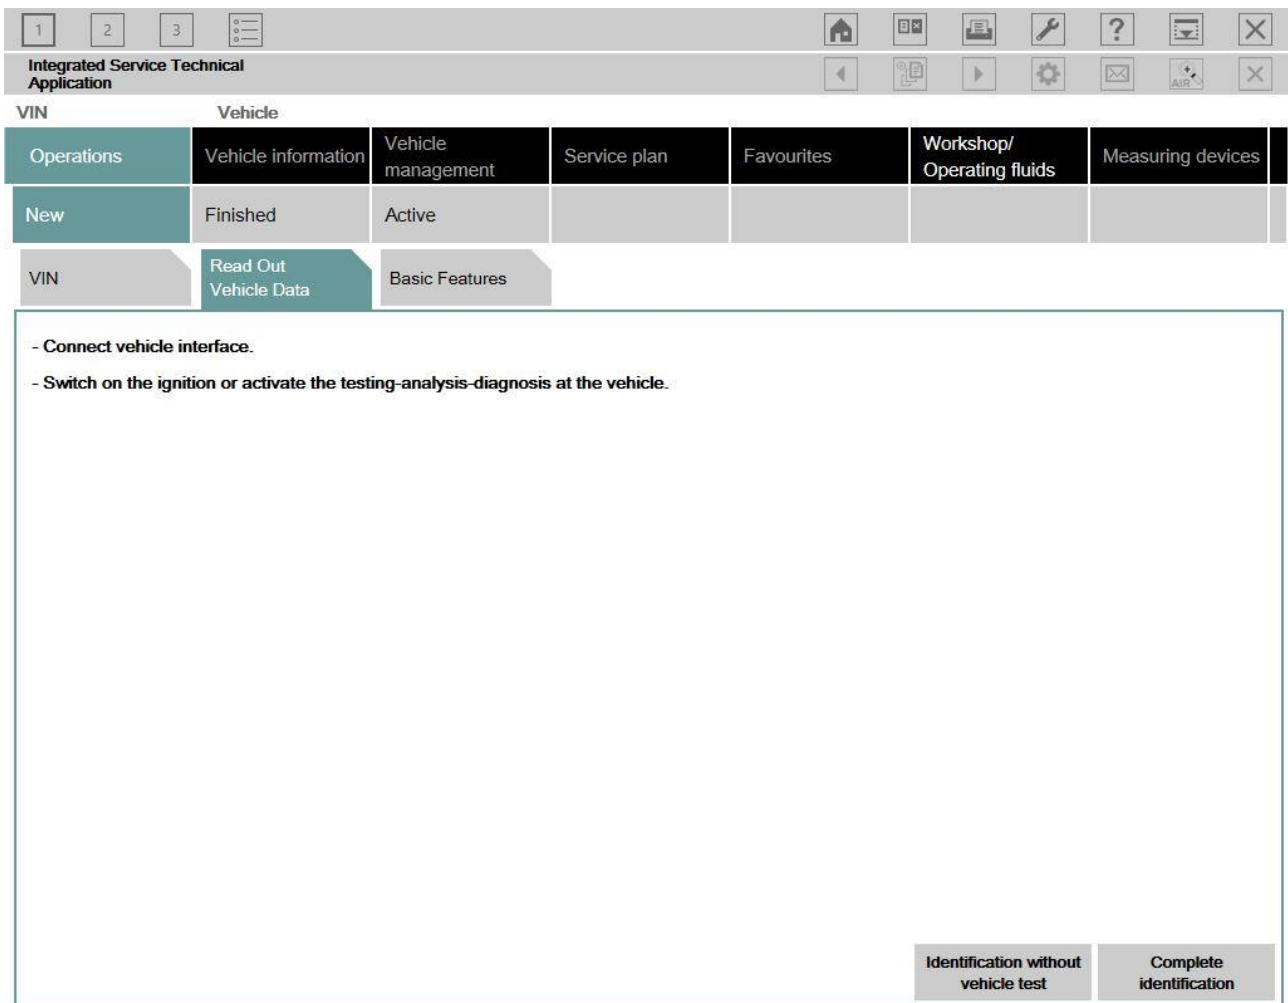 1 2 3
?
Integrated Service Technical
Application
AIR
VIN Vehicle
Operations Vehicle information Vehicle
management Service plan Favourites Workshop/
Operating fluids Measuring devices
New Finished Active
VIN Read Out
Vehicle Data Basic Features
- Connect vehicle interface.
- Switch on the ignition or activate the testing-analysis-diagnosis at the vehicle.
Identification without
vehicle test
Complete
identification